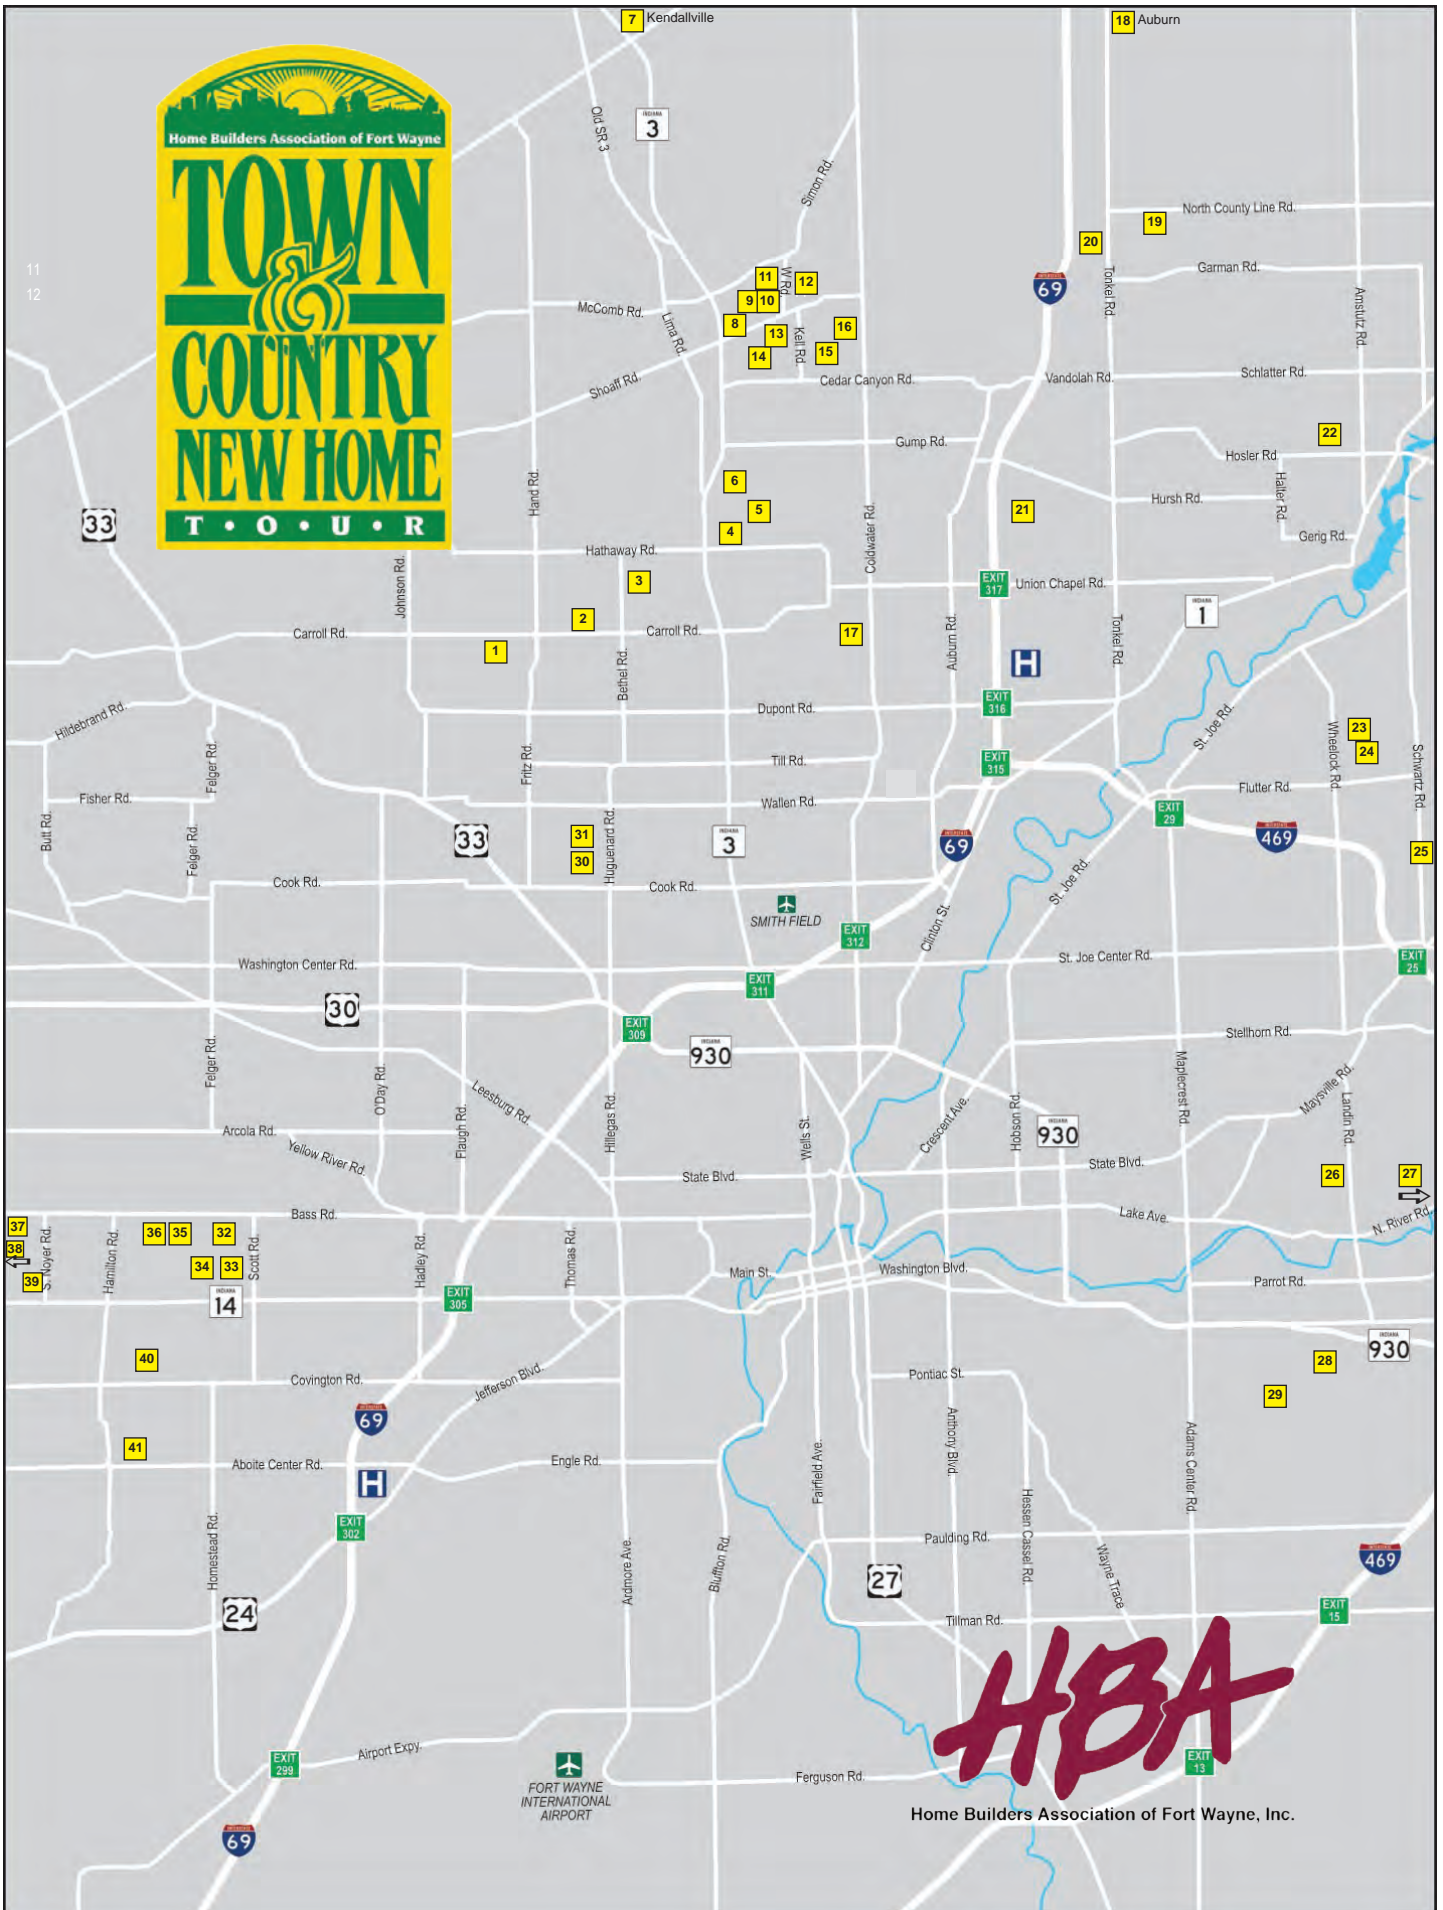 7 Kendallville
18 Auburn
Home Builders Association of Fort Wayne
TOWN
&
COUNTRY
NEW HOME
T • O • U • R
Old SR 3
INDIANA
3
Simon Rd.
North County Line Rd.
19
20
Garman Rd.
11
12
11
W Rd.
12
69
Tonkel Rd.
Amstutz Rd.
9
10
McComb Rd.
Lima Rd.
8
13
Kell Rd.
16
14
15
Shoaff Rd.
Cedar Canyon Rd.
Vandolah Rd.
Schlatter Rd.
22
Gump Rd.
Hosler Rd.
Halter Rd.
6
Hursh Rd.
5
21
33
Hand Rd.
4
Coldwater Rd.
Gerig Rd.
Hathaway Rd.
Johnson Rd.
3
EXIT
317
Union Chapel Rd.
INDIANA
1
2
Carroll Rd.
Carroll Rd.
17
Auburn Rd.
Tonkel Rd.
1
Bethel Rd.
H
EXIT
316
Dupont Rd.
Hildebrand Rd.
St. Joe Rd.
23
24
Wheelock Rd.
Schwartz Rd.
Felger Rd.
Fritz Rd.
Till Rd.
EXIT
315
Fisher Rd.
Wallen Rd.
Flutter Rd.
EXIT
29
Butt Rd.
Felger Rd.
33
31
30
Huguenard Rd.
INDIANA
3
69
469
25
Cook Rd.
Cook Rd.
St. Joe Rd.
SMITH FIELD
EXIT
312
Clinton St.
Washington Center Rd.
St. Joe Center Rd.
EXIT
25
EXIT
311
30
EXIT
309
INDIANA
930
Stellhorn Rd.
Felger Rd.
O'Day Rd.
Leesburg Rd.
Flaugh Rd.
Hillegas Rd.
Wells St.
Crescent Ave.
Hobson Rd.
INDIANA
930
Maplecrest Rd.
Maysville Rd.
Landin Rd.
Arcola Rd.
Yellow River Rd.
State Blvd.
State Blvd.
26
27
Bass Rd.
Lake Ave.
N. River Rd.
37
38
39
S. Noyer Rd.
Hamilton Rd.
36
35
32
34
33
Scott Rd.
Hadley Rd.
Thomas Rd.
Main St.
Washington Blvd.
Parrot Rd.
INDIANA
14
EXIT
305
INDIANA
930
40
28
29
Covington Rd.
Jefferson Blvd.
Pontiac St.
69
41
Aboite Center Rd.
H
Engle Rd.
Fairfield Ave.
Anthony Blvd.
Adams Center Rd.
EXIT
302
Homestead Rd.
Ardmore Ave.
Bluffton Rd.
Paulding Rd.
Hessen Cassel Rd.
Wayne Trace
469
27
24
EXIT
15
Tillman Rd.
HBA
EXIT
299
Airport Expy.
FORT WAYNE
INTERNATIONAL
AIRPORT
Ferguson Rd.
EXIT
13
Home Builders Association of Fort Wayne, Inc.
69